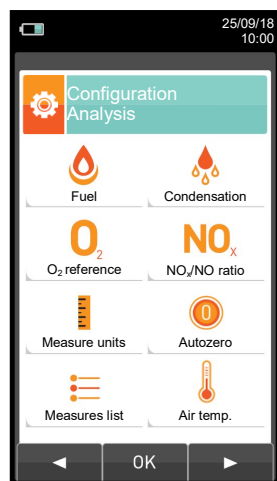 25/09/18
10:00
Configuration
Analysis
Fuel
Condensation
O2
NOX
O2 reference
NOx/NO ratio
0
Measure units
Autozero
Measures list
Air temp.
◄ OK ►